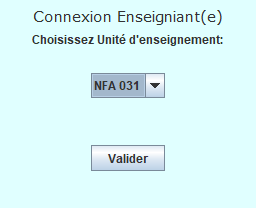 Connexion Enseigniant(e)
Choisissez Unité d'enseignement:
NFA 031
Valider